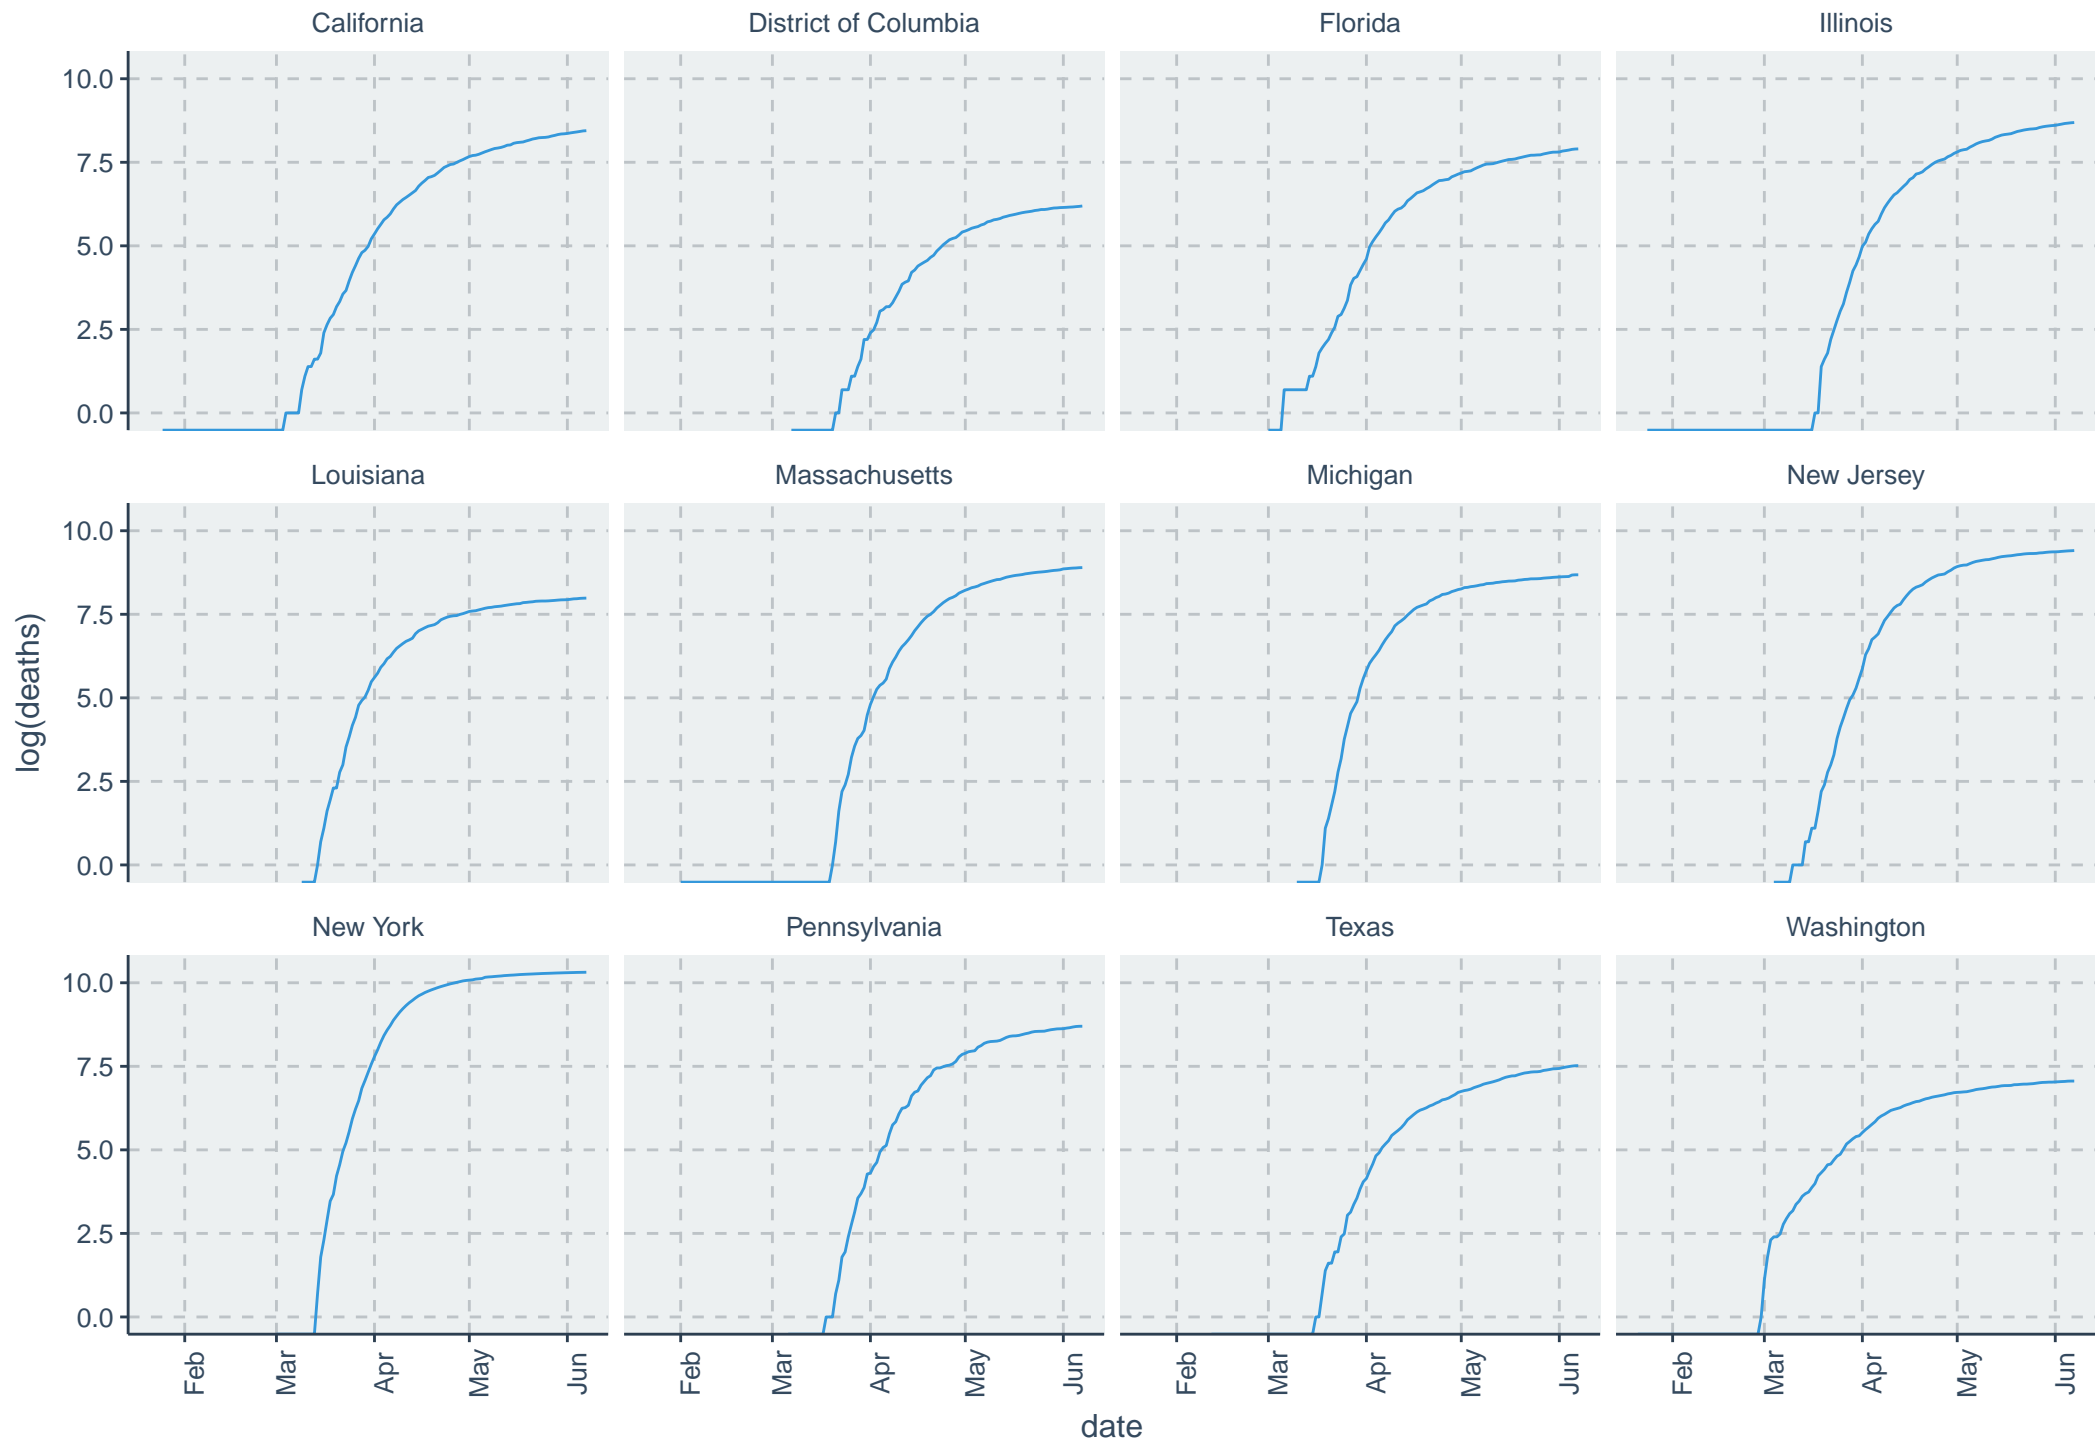 California District of Columbia Florida Illinois
10.0
7.5
5.0
2.5
0.0
Louisiana Massachusetts Michigan New Jersey
10.0
7.5
5.0
2.5
0.0
log(deaths)
New York Pennsylvania Texas Washington
10.0
7.5
5.0
2.5
0.0
Feb Mar Apr May Jun Feb Mar Apr May Jun Feb Mar Apr May Jun Feb Mar Apr May Jun
date